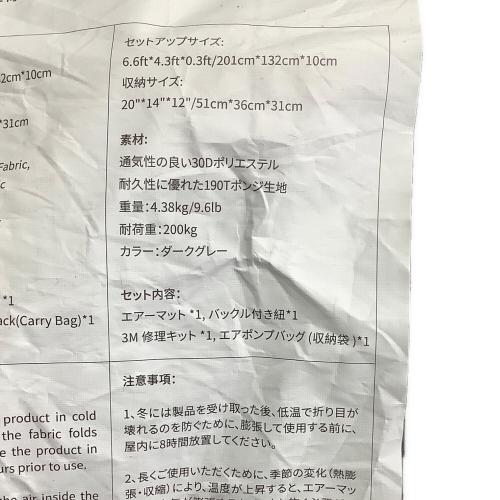 セットアップサイズ:
6.6ft*4.3ft*0.3ft/201cm*132cm*10cm
収納サイズ:
20"*14"*12"/51cm*36cm*31cm
素材:
通気性の良い30Dポリエステル
耐久性に優れた190Tポンジ生地
重量:4.38kg/9.6lb
耐荷重:200kg
カラー:ダークグレー
セット内容:
エアーマット *1, バックル付き紐*1
3M 修理キット *1, エアポンプバッグ (収納袋 )*1
注意事項:
1、冬には製品を受け取った後、低温で折り目が
壊れるのを防ぐために、膨張して使用する前に、
屋内に8時間放置してください。
2、長くご使用いただくために、季節の変化(熱膨
張・収縮)により、温度が上昇すると、エアーマッ
2cm*10cm
*31cm
Fabric,
*1
ack(Carry Bag)*1
product in cold
the fabric folds
e the product in
urs prior to use.
the air inside the